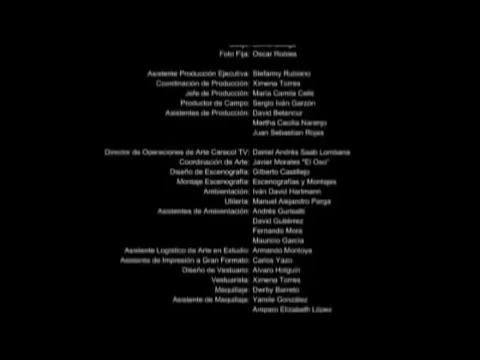 Foto Fija: Oscar Robles
Asistente Producción Ejecutiva: Stefanny Rubiano
Coordinación de Producción: Ximena Torres
Jefe de Producción: María Camila Celis
Productor de Campo: Sergio Iván Garzón
Asistentes de Producción: David Betancur
Martha Cecilia Naranjo
Juan Sebastian Rojas
Director de Operaciones de Arte Caracol TV: Daniel Andrés Saab Lombana
Coordinación de Arte: Javier Morales "El Oso"
Diseño de Escenografía: Gilberto Castillejo
Montaje Escenografía: Escenografías y Montajes
Ambientación: Iván David Hartmann
Utilería: Manuel Alejandro Parga
Asistentes de Ambientación: Andrés Gurisatti
David Gutiérrez
Fernando Mora
Mauricio García
Asistente Logístico de Arte en Estudio: Armando Montoya
Asistente de Impresión a Gran Formato: Carlos Yazo
Diseño de Vestuario: Alvaro Holguín
Vestuarista: Ximena Torres
Maquillaje: Derby Barreto
Asistente de Maquillaje: González
Amparo Elizabeth López